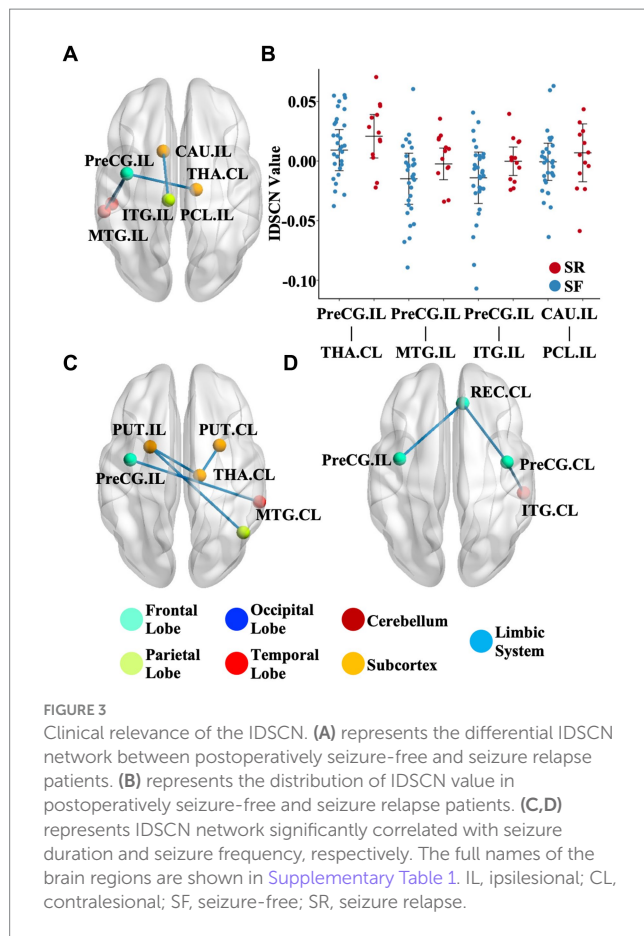 A
PreCG.IL
CAU.IL
THA.CL
ITG.IL PCL.IL
MTG.IL
B
IDSCN Value
0.05
0.00
-0.05
-0.10
SR
SF
PreCG.IL PreCG.IL PreCG.IL CAU.IL
| | | |
THA.CL MTG.IL ITG.IL PCL.IL
C
PUT.IL PUT.CL
PreCG.IL THA.CL
MTG.CL
D
REC.CL
PreCG.IL PreCG.CL
ITG.CL
Frontal
Lobe
Occipital
Lobe
Cerebellum
Limbic
System
Parietal
Lobe
Temporal
Lobe
Subcortex
FIGURE 3
Clinical relevance of the IDSCN. (A) represents the differential IDSCN
network between postoperatively seizure-free and seizure relapse
patients. (B) represents the distribution of IDSCN value in
postoperatively seizure-free and seizure relapse patients. (C,D)
represents IDSCN network significantly correlated with seizure
duration and seizure frequency, respectively. The full names of the
brain regions are shown in Supplementary Table 1. IL, ipsilesional; CL,
contralesional; SF, seizure-free; SR, seizure relapse.